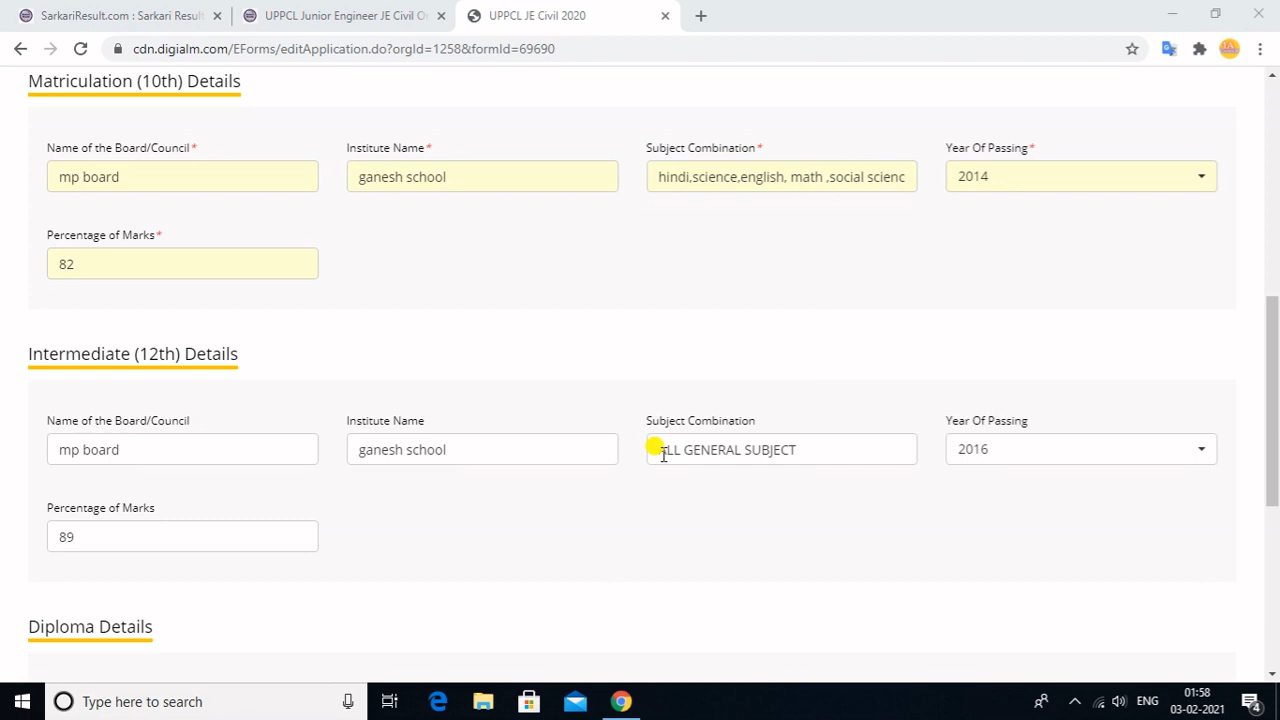 SarkariResult.com : Sarkari Result
UPPCL Junior Engineer JE Civil O
UPPCL JE Civil 2020
cdn.digialm.com/EForms/editApplication.do?orgId=1258&formId=69690
Matriculation (10th) Details
Name of the Board/Council* Institute Name* Subject Combination* Year Of Passing*
mp board ganesh school hindi,science,english, math ,social scienc 2014
Percentage of Marks*
82
Intermediate (12th) Details
Name of the Board/Council Institute Name Subject Combination Year Of Passing
mp board ganesh school ALL GENERAL SUBJECT 2016
Percentage of Marks
89
Diploma Details
Type here to search
ENG
01:58
03-02-2021
4